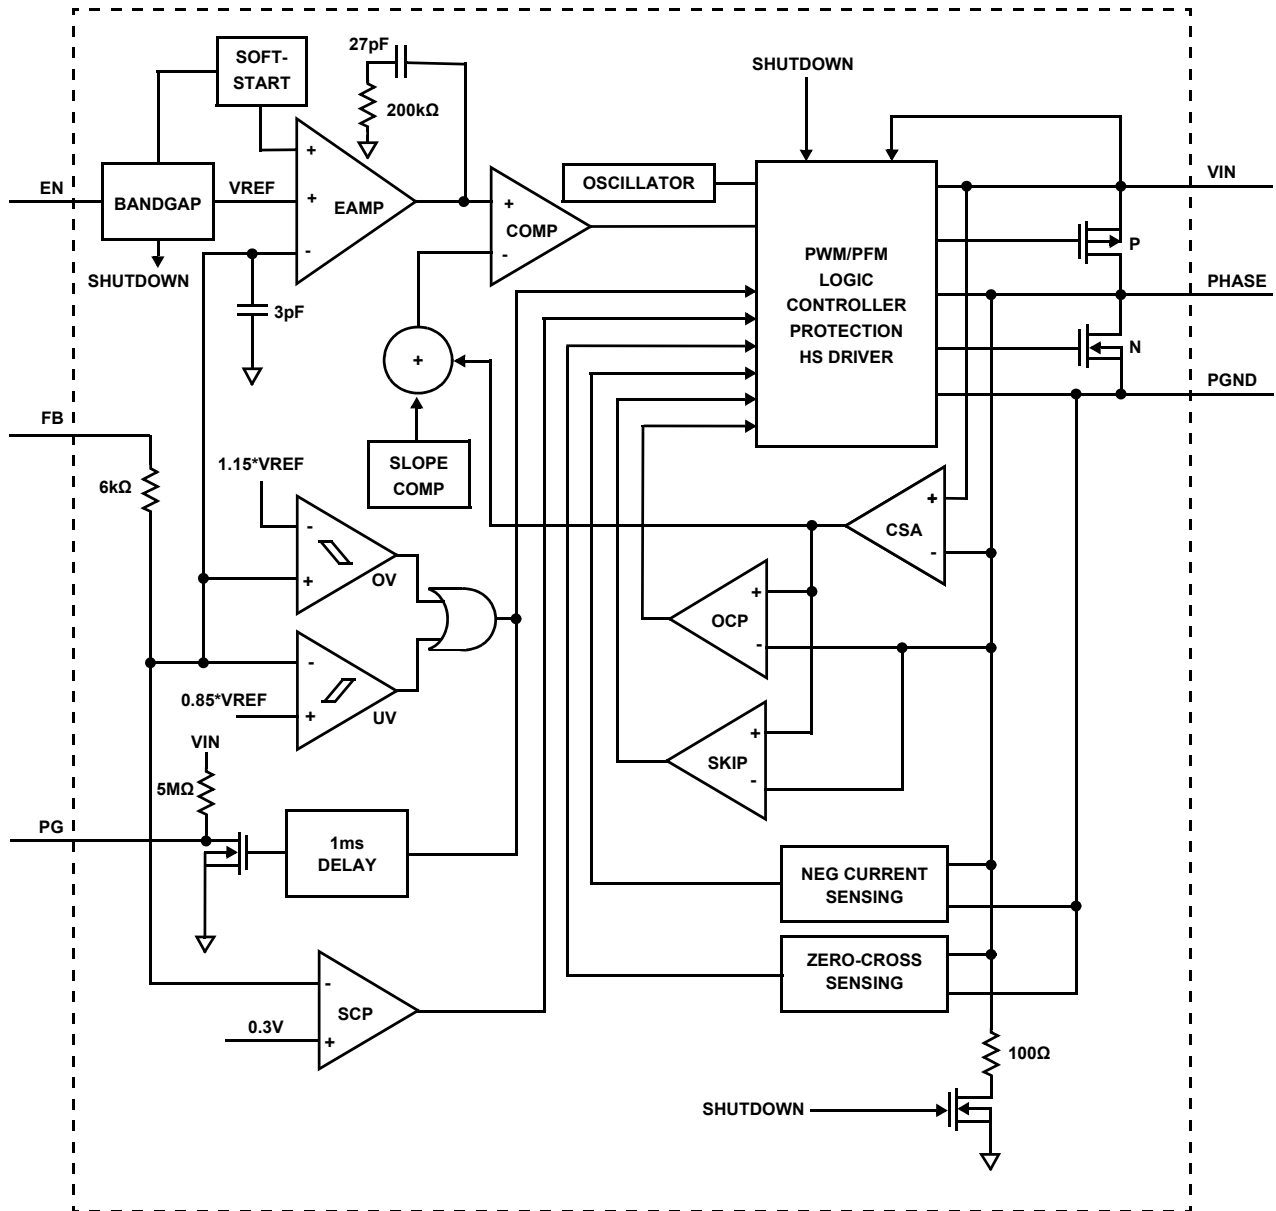 27pF
SOFT-
START
200kΩ
SHUTDOWN
EN
BANDGAP
VREF
+
+
-
EAMP
SHUTDOWN
3pF
+
-
COMP
OSCILLATOR
PWM/PFM
LOGIC
CONTROLLER
PROTECTION
HS DRIVER
VIN
P
PHASE
N
PGND
+
SLOPE
COMP
FB
6kΩ
1.15*VREF
-
+
OV
-
+
UV
0.85*VREF
+
-
CSA
+
-
OCP
+
-
SKIP
VIN
5MΩ
PG
1ms
DELAY
NEG CURRENT
SENSING
ZERO-CROSS
SENSING
-
+
SCP
0.3V
100Ω
SHUTDOWN